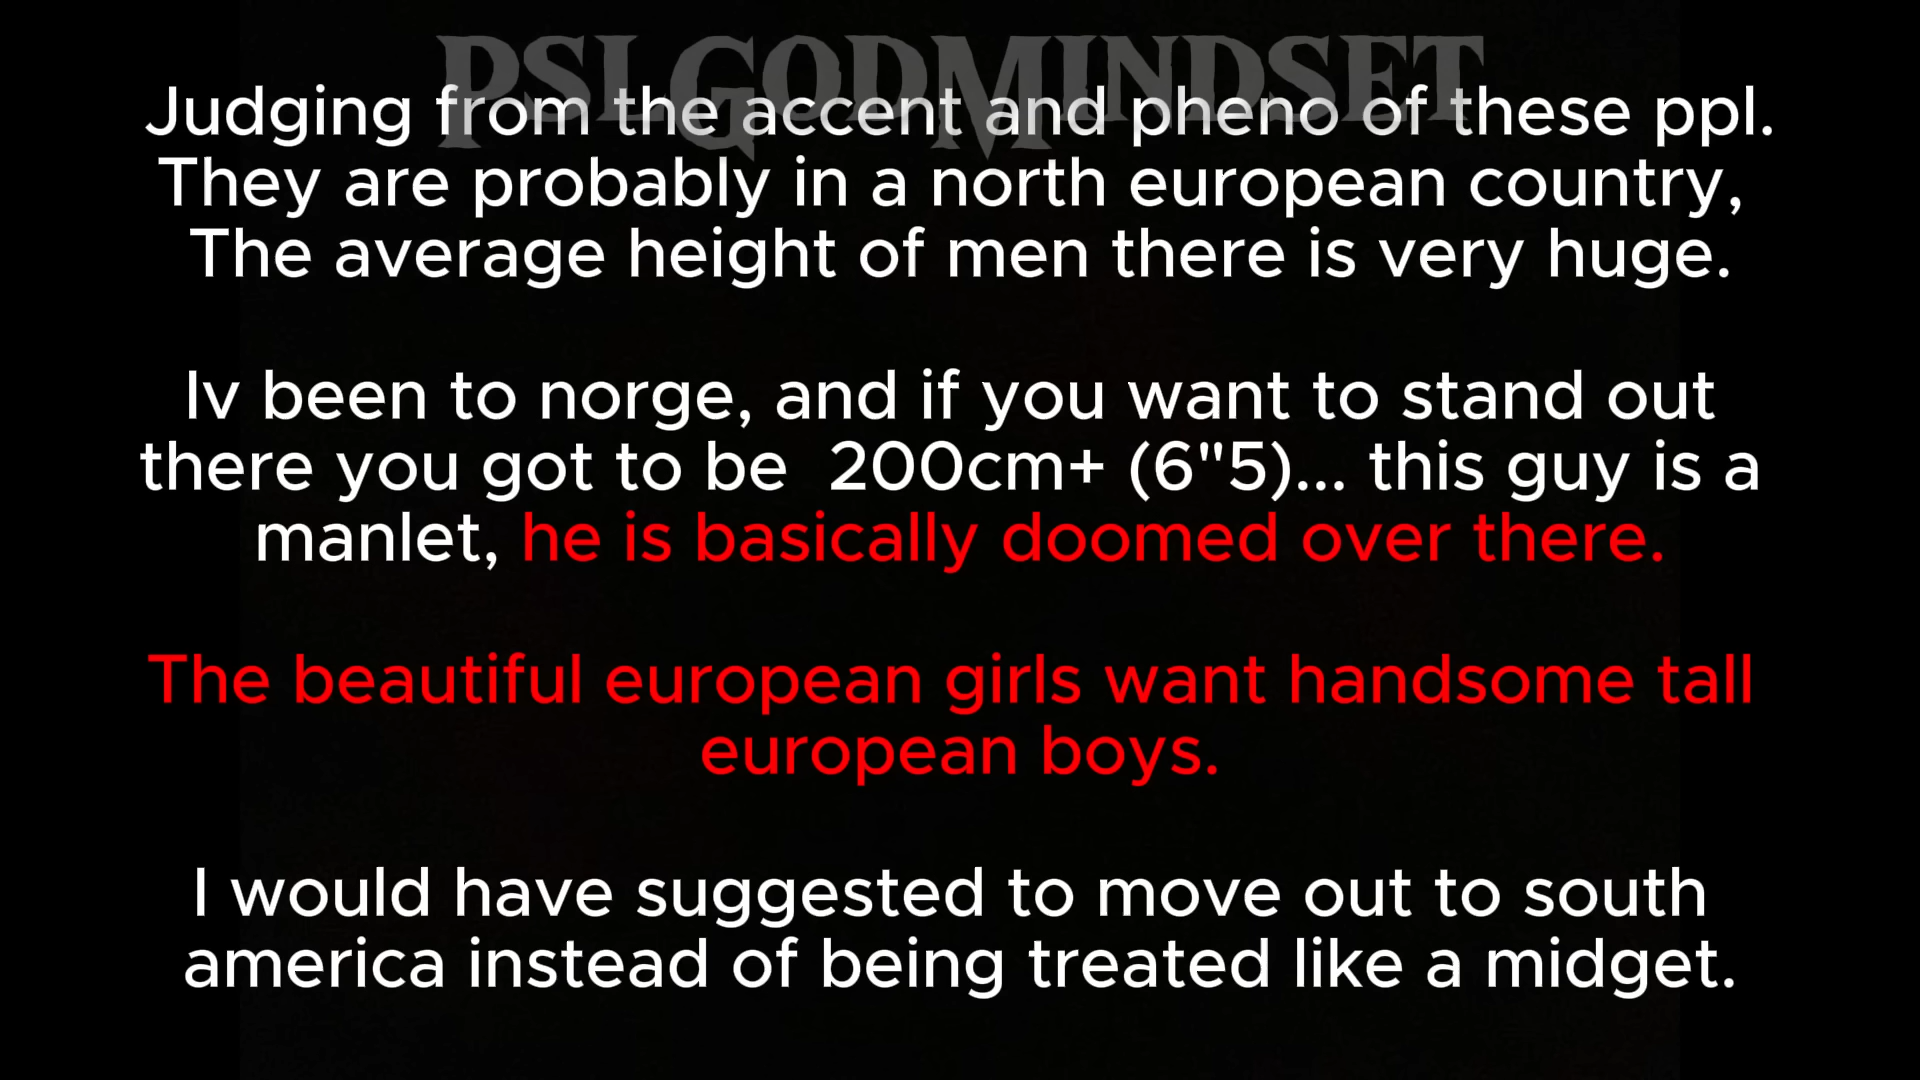 PSLGODMINDSET
Judging from the accent and pheno of these ppl.
They are probably in a north european country,
The average height of men there is very huge.
Iv been to norge, and if you want to stand out
there you got to be  200cm+ (6"5)... this guy is a
manlet, he is basically doomed over there.
The beautiful european girls want handsome tall
european boys.
I would have suggested to move out to south
america instead of being treated like a midget.